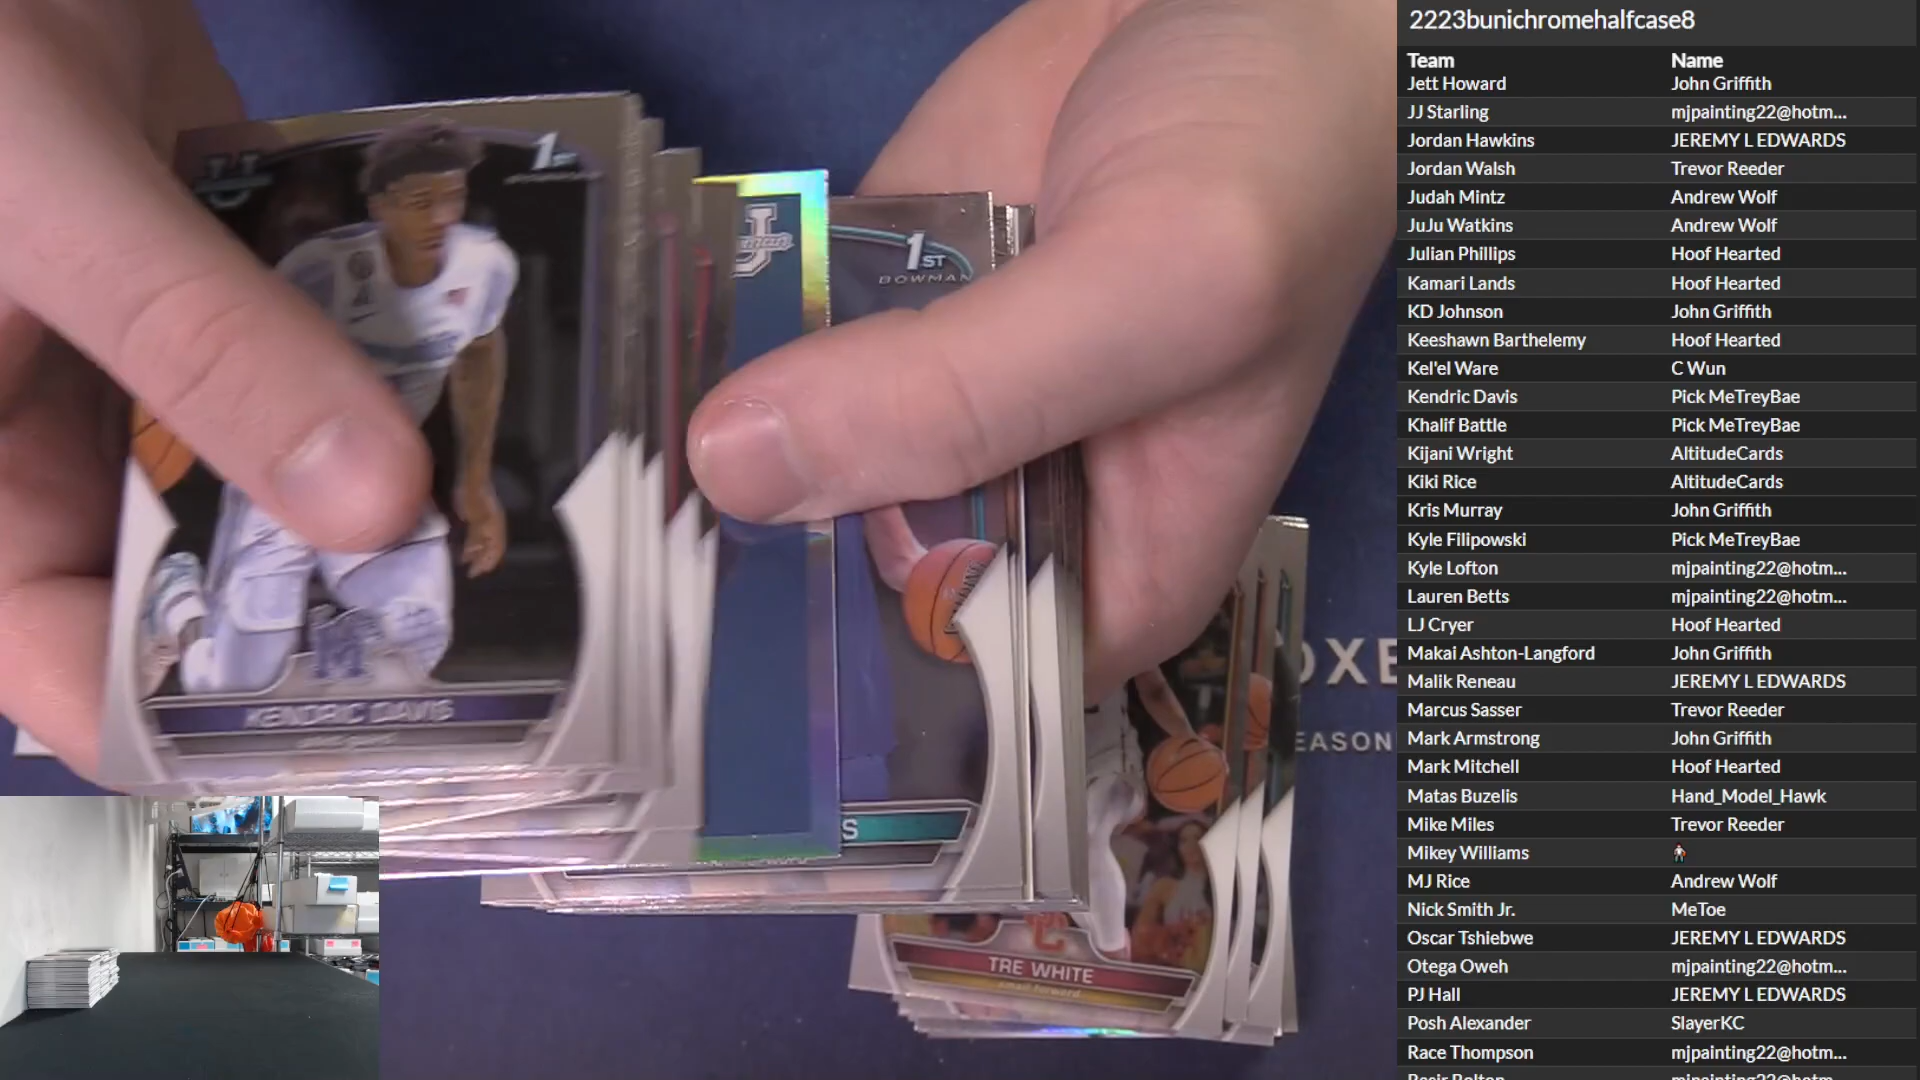 2223bunichromehalfcase8
Team Name
Jett Howard John Griffith
JJ Starling mjpainting22@hotm...
Jordan Hawkins JEREMY L EDWARDS
Jordan Walsh Trevor Reeder
Judah Mintz Andrew Wolf
JuJu Watkins Andrew Wolf
Julian Phillips Hoof Hearted
Kamari Lands Hoof Hearted
KD Johnson John Griffith
Keeshawn Barthelemy Hoof Hearted
Kel'el Ware C Wun
Kendric Davis Pick MeTreyBae
Khalif Battle Pick MeTreyBae
Kijani Wright AltitudeCards
Kiki Rice AltitudeCards
Kris Murray John Griffith
Kyle Filipowski Pick MeTreyBae
Kyle Lofton mjpainting22@hotm...
Lauren Betts mjpainting22@hotm...
LJ Cryer Hoof Hearted
Makai Ashton-Langford John Griffith
Malik Reneau JEREMY L EDWARDS
Marcus Sasser Trevor Reeder
Mark Armstrong John Griffith
Mark Mitchell Hoof Hearted
Matas Buzelis Hand_Model_Hawk
Mike Miles Trevor Reeder
Mikey Williams
MJ Rice Andrew Wolf
Nick Smith Jr. MeToe
Oscar Tshiebwe JEREMY L EDWARDS
Otega Oweh mjpainting22@hotm...
PJ Hall JEREMY L EDWARDS
Posh Alexander SlayerKC
Race Thompson mjpainting22@hotm...
1ST
1ST
BOWMAN
KENDRIC DAVIS
S
TRE WHITE
small forward
OXE
EASON